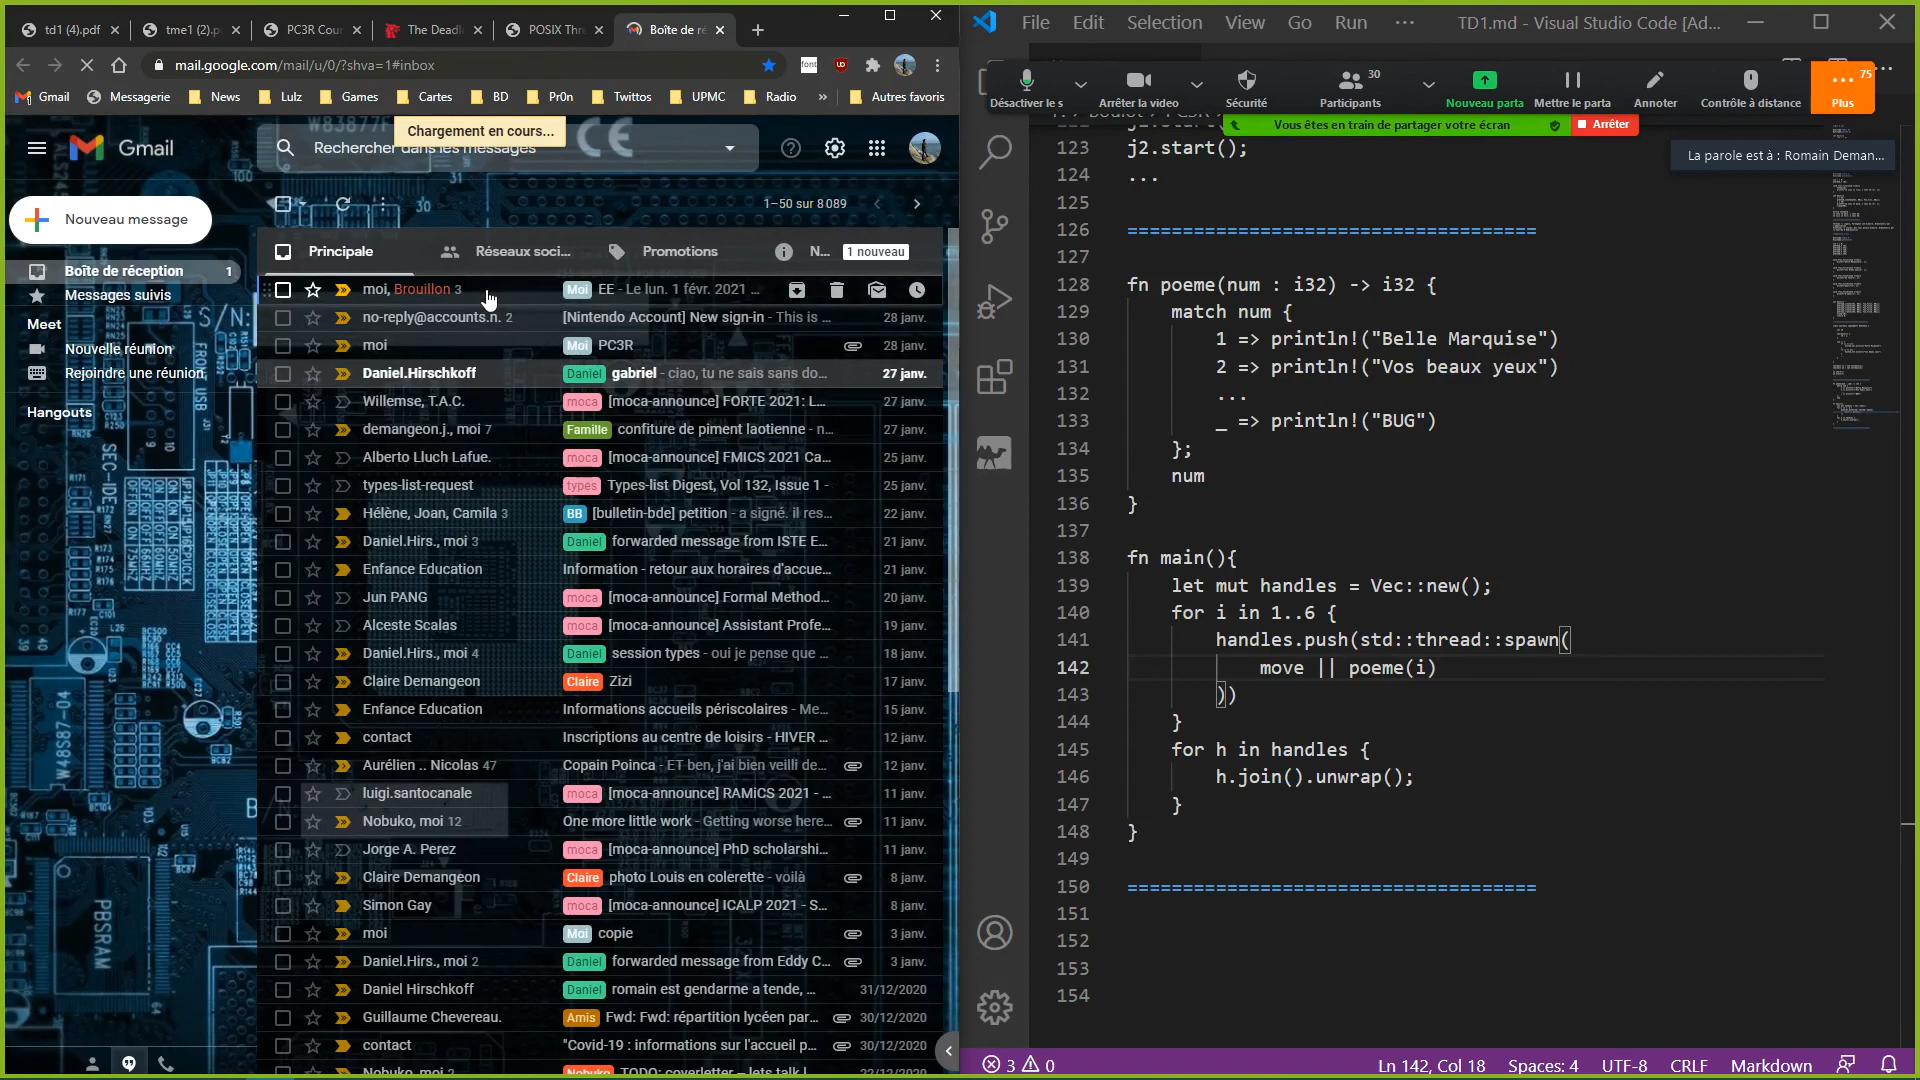 td1 (4).pdf
tme1 (2).p
PC3R Cour
The Deadl
POSIX Thre
Boîte de ré
mail.google.com/mail/u/0/?shva=1#inbox
Gmail Messagerie News Lulz Games Cartes BD Pr0n Twittos UPMC Radio » Autres favoris
Chargement en cours...
Gmail
Rechercher dans les messages
Nouveau message
1–50 sur 8 089
Boîte de réception 1
Messages suivis
Meet
Nouvelle réunion
Rejoindre une réunion
Hangouts
Principale
Réseaux soci...
Promotions
N...
1 nouveau
moi, Brouillon 3 Moi EE - Le lun. 1 févr. 2021 ...
no-reply@accounts.n. 2 [Nintendo Account] New sign-in - This is ... 28 janv.
moi Moi PC3R 28 janv.
Daniel.Hirschkoff Daniel gabriel - ciao, tu ne sais sans do... 27 janv.
Willemse, T.A.C. moca [moca-announce] FORTE 2021: L... 27 janv.
demangeon.j., moi 7 Famille confiture de piment laotienne - n... 27 janv.
Alberto Lluch Lafue. moca [moca-announce] FMICS 2021 Ca... 25 janv.
types-list-request types Types-list Digest, Vol 132, Issue 1 - 25 janv.
Hélène, Joan, Camila 3 BB [bulletin-bde] petition - a signé. il res... 22 janv.
Daniel.Hirs., moi 3 Daniel forwarded message from ISTE E... 21 janv.
Enfance Education Information - retour aux horaires d'accue... 21 janv.
Jun PANG moca [moca-announce] Formal Method... 20 janv.
Alceste Scalas moca [moca-announce] Assistant Profe... 19 janv.
Daniel.Hirs., moi 4 Daniel session types - oui je pense que ... 18 janv.
Claire Demangeon Claire Zizi 17 janv.
Enfance Education Informations accueils périscolaires - Me... 15 janv.
contact Inscriptions au centre de loisirs - HIVER ... 12 janv.
Aurélien .. Nicolas 47 Copain Poinca - ET ben, j'ai bien veilli de... 12 janv.
luigi.santocanale moca [moca-announce] RAMiCS 2021 - ... 11 janv.
Nobuko, moi 12 One more little work - Getting worse here... 11 janv.
Jorge A. Perez moca [moca-announce] PhD scholarshi... 11 janv.
Claire Demangeon Claire photo Louis en colerette - voilà 8 janv.
Simon Gay moca [moca-announce] ICALP 2021 - S... 8 janv.
moi Moi copie 3 janv.
Daniel.Hirs., moi 2 Daniel forwarded message from Eddy C... 3 janv.
Daniel Hirschkoff Daniel romain est gendarme a tende, ... 31/12/2020
Guillaume Chevereau. Amis Fwd: Fwd: répartition lycéen par... 30/12/2020
contact "Covid-19 : informations sur l'accueil p... 30/12/2020
Nobuko, moi 2 Nobuko TODO: coverletter – lets talk 22/12/2020
File Edit Selection View Go Run ··· TD1.md - Visual Studio Code [Ad...
30
75
Désactiver le s
Arrêter la video
Sécurité
Participants
Nouveau parta
Mettre le parta
Annoter
Contrôle à distance
Plus
Vous êtes en train de partager votre écran
Arrêter
La parole est à : Romain Deman...
123 j2.start();
124 ...
125
126 =====================================
127
128 fn poeme(num : i32) -> i32 {
129 match num {
130 1 => println!("Belle Marquise")
131 2 => println!("Vos beaux yeux")
132 ...
133 _ => println!("BUG")
134 };
135 num
136 }
137
138 fn main(){
139 let mut handles = Vec::new();
140 for i in 1..6 {
141 handles.push(std::thread::spawn(
142 move || poeme(i)
143 ))
144 }
145 for h in handles {
146 h.join().unwrap();
147 }
148 }
149
150 =====================================
151
152
153
154
3 0
Ln 142, Col 18 Spaces: 4 UTF-8 CRLF Markdown